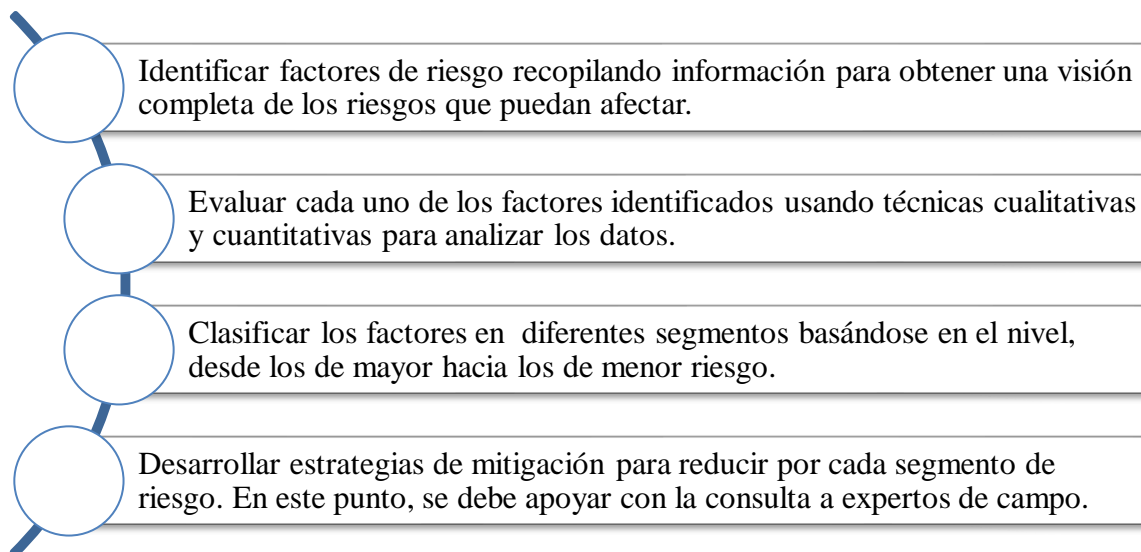 Identificar factores de riesgo recopilando información para obtener una visión
completa de los riesgos que puedan afectar.
Evaluar cada uno de los factores identificados usando técnicas cualitativas
y cuantitativas para analizar los datos.
Clasificar los factores en diferentes segmentos basándose en el nivel,
desde los de mayor hacia los de menor riesgo.
Desarrollar estrategias de mitigación para reducir por cada segmento de
riesgo. En este punto, se debe apoyar con la consulta a expertos de campo.